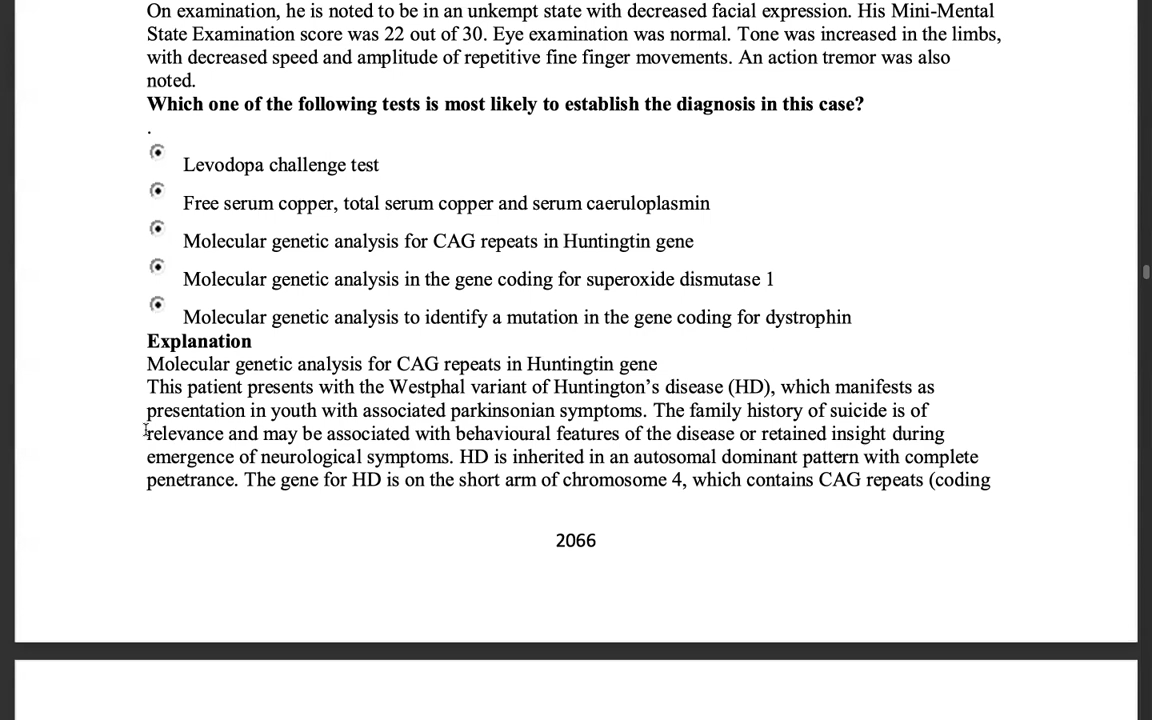 On examination, he is noted to be in an unkempt state with decreased facial expression. His Mini-Mental
State Examination score was 22 out of 30. Eye examination was normal. Tone was increased in the limbs,
with decreased speed and amplitude of repetitive fine finger movements. An action tremor was also
noted.
Which one of the following tests is most likely to establish the diagnosis in this case?
.
Levodopa challenge test
Free serum copper, total serum copper and serum caeruloplasmin
Molecular genetic analysis for CAG repeats in Huntingtin gene
Molecular genetic analysis in the gene coding for superoxide dismutase 1
Molecular genetic analysis to identify a mutation in the gene coding for dystrophin
Explanation
Molecular genetic analysis for CAG repeats in Huntingtin gene
This patient presents with the Westphal variant of Huntington’s disease (HD), which manifests as
presentation in youth with associated parkinsonian symptoms. The family history of suicide is of
relevance and may be associated with behavioural features of the disease or retained insight during
emergence of neurological symptoms. HD is inherited in an autosomal dominant pattern with complete
penetrance. The gene for HD is on the short arm of chromosome 4, which contains CAG repeats (coding
2066